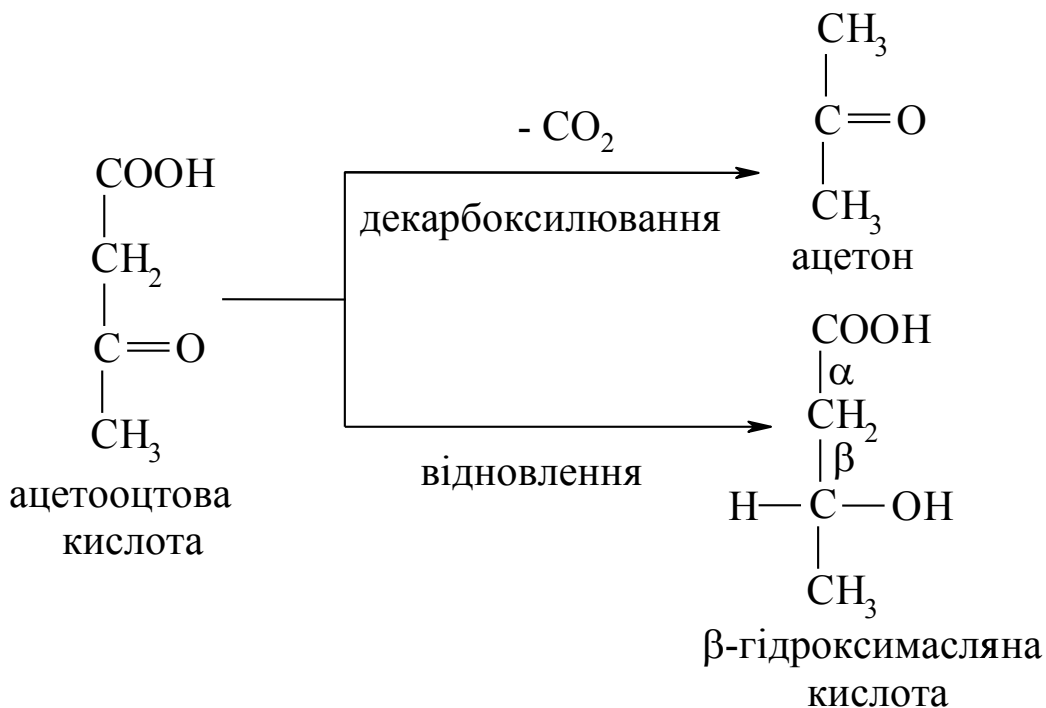 COOH
CH₂
C=O
CH₃
ацетооцтова
кислота
- CO₂
декарбоксилювання
відновлення
CH₃
C=O
CH₃
ацетон
COOH
α
CH₂
β
H—C—OH
CH₃
β-гідроксимасляна
кислота